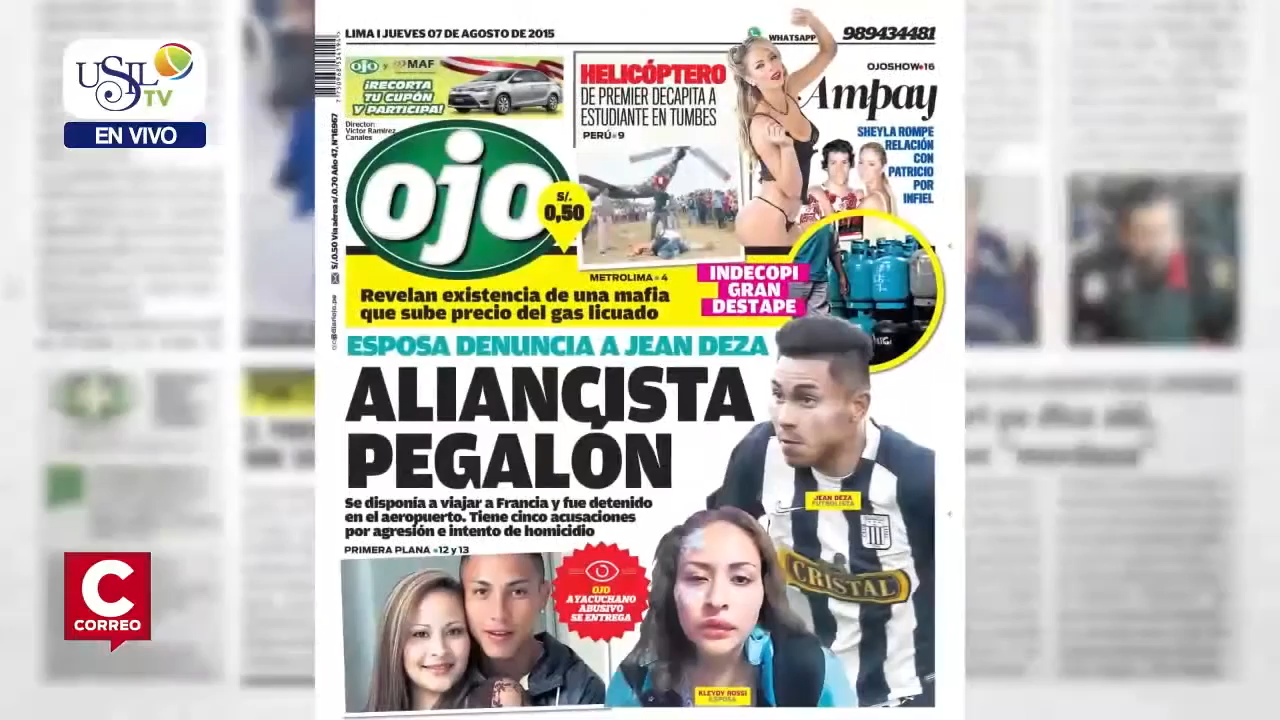 USIL
TV
EN VIVO
LIMA I JUEVES 07 DE AGOSTO DE 2015
WHATSAPP 989434481
OJO y MAF
¡RECORTA
TU CUPÓN
Y PARTICIPA!
HELICÓPTERO
DE PREMIER DECAPITA A
ESTUDIANTE EN TUMBES
PERÚ 9
OJOSHOW 16
Ampay
SHEYLA ROMPE
RELACIÓN
CON
PATRICIO
POR
INFIEL
Director:
Víctor Ramírez
Canales
ojo
S/.
0,50
METROLIMA 4
Revelan existencia de una mafia
que sube precio del gas licuado
INDECOPI
GRAN
DESTAPE
ESPOSA DENUNCIA A JEAN DEZA
ALIANCISTA
PEGALÓN
Se disponía a viajar a Francia y fue detenido
en el aeropuerto. Tiene cinco acusaciones
por agresión e intento de homicidio
PRIMERA PLANA 12 y 13
JEAN DEZA
FUTBOLISTA
CRISTAL
OJO
AYACUCHANO
ABUSIVO
SE ENTREGA
KLEYDY ROSSI
ESPOSA
C
CORREO